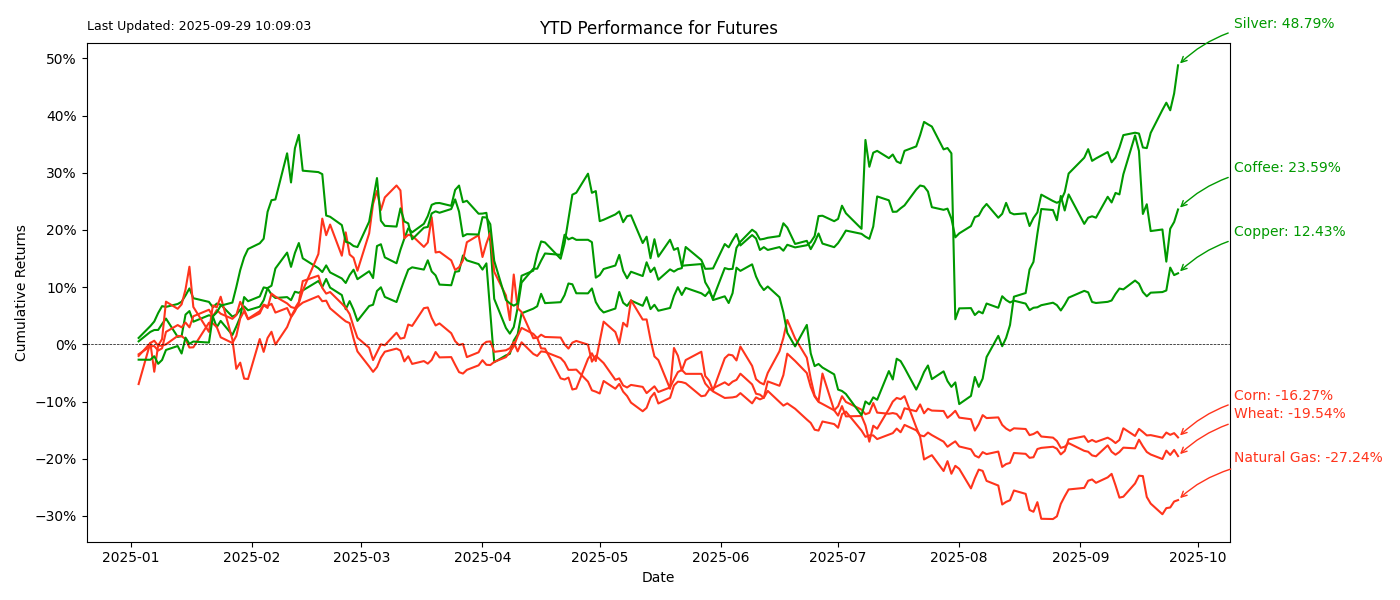 Last Updated: 2025-09-29 10:09:03
YTD Performance for Futures
Silver: 48.79%
Coffee: 23.59%
Copper: 12.43%
Corn: -16.27%
Wheat: -19.54%
Natural Gas: -27.24%
Cumulative Returns
50%
40%
30%
20%
10%
0%
−10%
−20%
−30%
2025-01
2025-02
2025-03
2025-04
2025-05
2025-06
2025-07
2025-08
2025-09
2025-10
Date